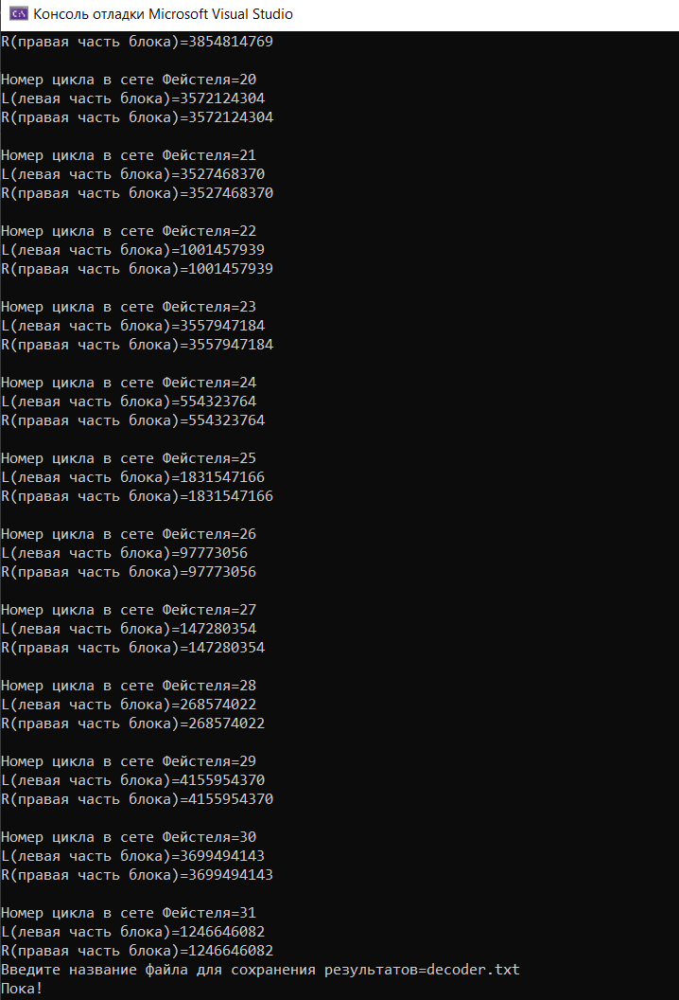 Консоль отладки Microsoft Visual Studio
R(правая часть блока)=3854814769
Номер цикла в сете Фейстеля=20
L(левая часть блока)=3572124304
R(правая часть блока)=3572124304
Номер цикла в сете Фейстеля=21
L(левая часть блока)=3527468370
R(правая часть блока)=3527468370
Номер цикла в сете Фейстеля=22
L(левая часть блока)=1001457939
R(правая часть блока)=1001457939
Номер цикла в сете Фейстеля=23
L(левая часть блока)=3557947184
R(правая часть блока)=3557947184
Номер цикла в сете Фейстеля=24
L(левая часть блока)=554323764
R(правая часть блока)=554323764
Номер цикла в сете Фейстеля=25
L(левая часть блока)=1831547166
R(правая часть блока)=1831547166
Номер цикла в сете Фейстеля=26
L(левая часть блока)=97773056
R(правая часть блока)=97773056
Номер цикла в сете Фейстеля=27
L(левая часть блока)=147280354
R(правая часть блока)=147280354
Номер цикла в сете Фейстеля=28
L(левая часть блока)=268574022
R(правая часть блока)=268574022
Номер цикла в сете Фейстеля=29
L(левая часть блока)=4155954370
R(правая часть блока)=4155954370
Номер цикла в сете Фейстеля=30
L(левая часть блока)=3699494143
R(правая часть блока)=3699494143
Номер цикла в сете Фейстеля=31
L(левая часть блока)=1246646082
R(правая часть блока)=1246646082
Введите название файла для сохранения результатов=decoder.txt
Пока!